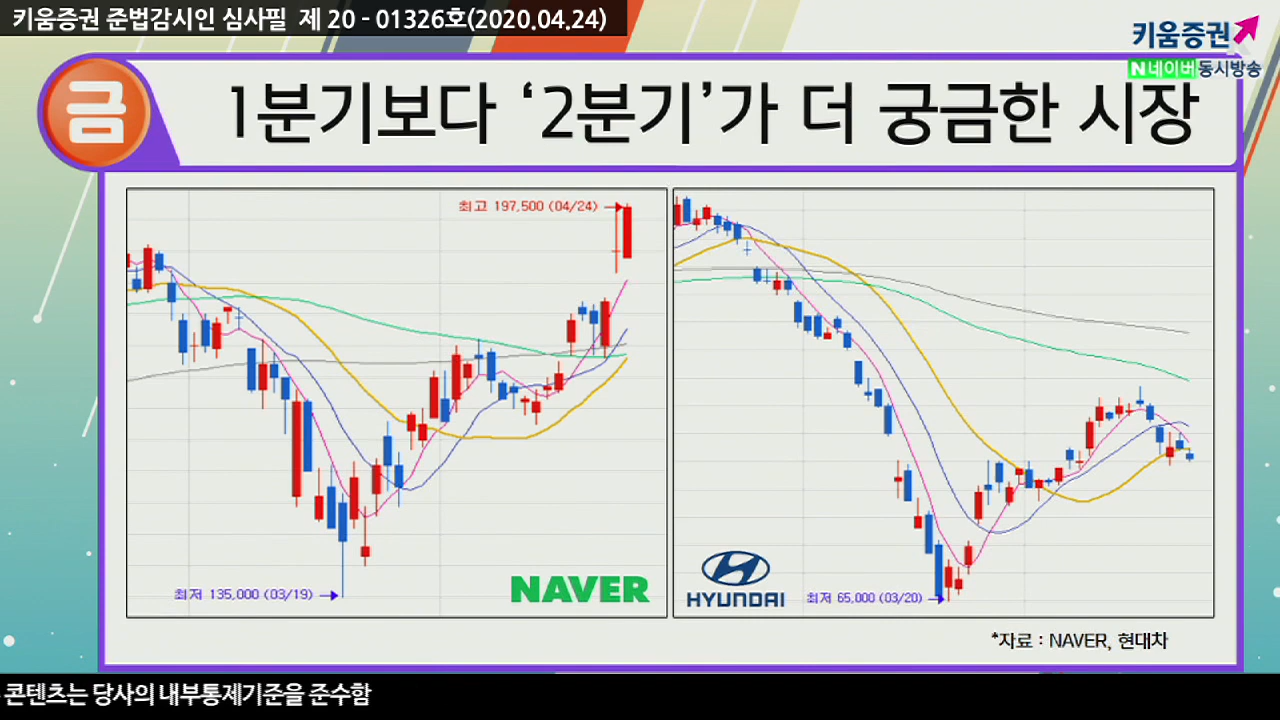 키움증권 준법감시인 심사필 제 20 - 01326호(2020.04.24)
키움증권
N 네이버 동시방송
금
1분기보다 ‘2분기’가 더 궁금한 시장
최고 197,500 (04/24)
최저 135,000 (03/19)
NAVER
HYUNDAI
최저 65,000 (03/20)
*자료 : NAVER, 현대차
콘텐츠는 당사의 내부통제기준을 준수함